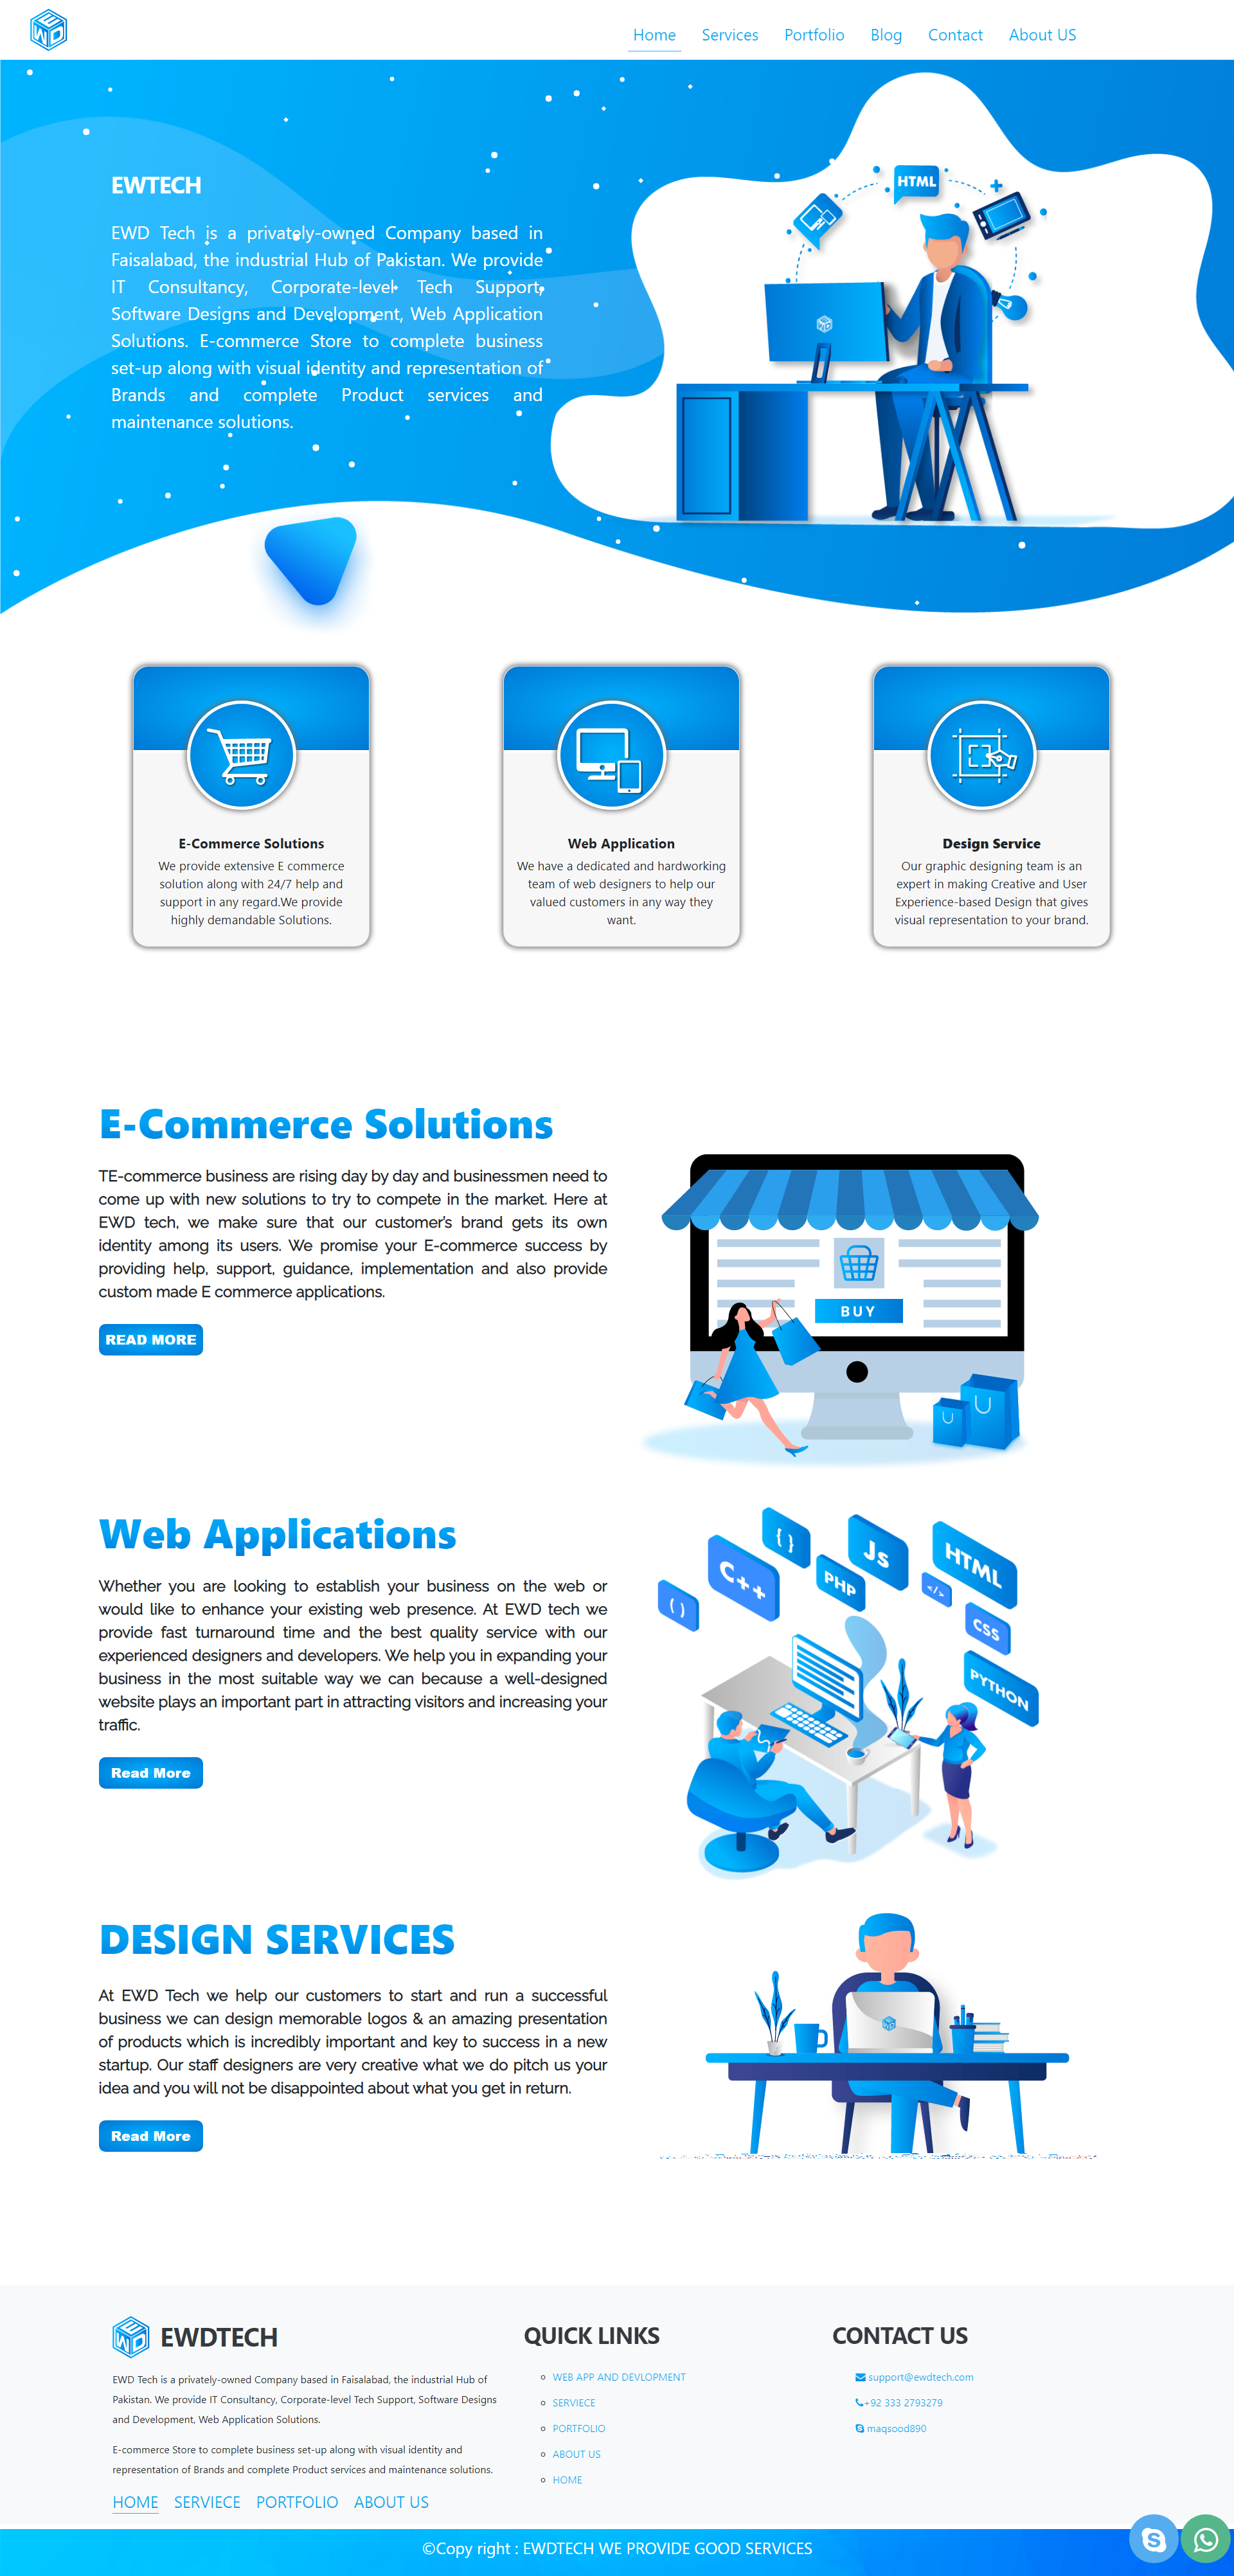 EWD
Home Services Portfolio Blog Contact About US
EWTECH
EWD Tech is a privately-owned Company based in
Faisalabad, the industrial Hub of Pakistan. We provide
IT Consultancy, Corporate-level Tech Support,
Software Designs and Development, Web Application
Solutions. E-commerce Store to complete business
set-up along with visual identity and representation of
Brands and complete Product services and
maintenance solutions.
HTML
EWD
E-Commerce Solutions
We provide extensive E commerce
solution along with 24/7 help and
support in any regard.We provide
highly demandable Solutions.
Web Application
We have a dedicated and hardworking
team of web designers to help our
valued customers in any way they
want.
Design Service
Our graphic designing team is an
expert in making Creative and User
Experience-based Design that gives
visual representation to your brand.
E-Commerce Solutions
TE-commerce business are rising day by day and businessmen need to
come up with new solutions to try to compete in the market. Here at
EWD tech, we make sure that our customer's brand gets its own
identity among its users. We promise your E-commerce success by
providing help, support, guidance, implementation and also provide
custom made E commerce applications.
READ MORE
BUY
Web Applications
Whether you are looking to establish your business on the web or
would like to enhance your existing web presence. At EWD tech we
provide fast turnaround time and the best quality service with our
experienced designers and developers. We help you in expanding your
business in the most suitable way we can because a well-designed
website plays an important part in attracting visitors and increasing your
traffic.
Read More
( )
C++
{ }
PHP
Js
</>
HTML
CSS
PYTHON
DESIGN SERVICES
At EWD Tech we help our customers to start and run a successful
business we can design memorable logos & an amazing presentation
of products which is incredibly important and key to success in a new
startup. Our staff designers are very creative what we do pitch us your
idea and you will not be disappointed about what you get in return.
Read More
EWD
EWD EWDTECH
EWD Tech is a privately-owned Company based in Faisalabad, the industrial Hub of
Pakistan. We provide IT Consultancy, Corporate-level Tech Support, Software Designs
and Development, Web Application Solutions.
E-commerce Store to complete business set-up along with visual identity and
representation of Brands and complete Product services and maintenance solutions.
HOME SERVIECE PORTFOLIO ABOUT US
QUICK LINKS
WEB APP AND DEVLOPMENT
SERVIECE
PORTFOLIO
ABOUT US
HOME
CONTACT US
support@ewdtech.com
+92 333 2793279
maqsood890
©Copy right : EWDTECH WE PROVIDE GOOD SERVICES